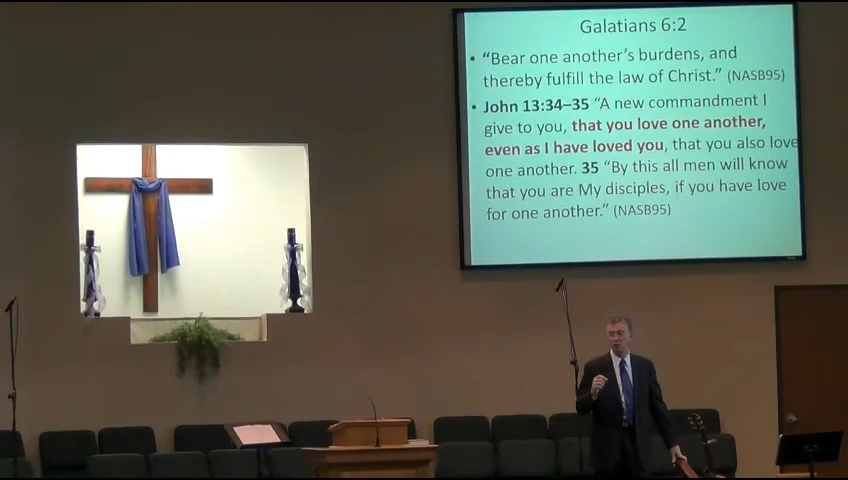 Galatians 6:2
• “Bear one another’s burdens, and
thereby fulfill the law of Christ.” (NASB95)
• John 13:34–35 “A new commandment I
give to you, that you love one another,
even as I have loved you, that you also love
one another. 35 “By this all men will know
that you are My disciples, if you have love
for one another.” (NASB95)